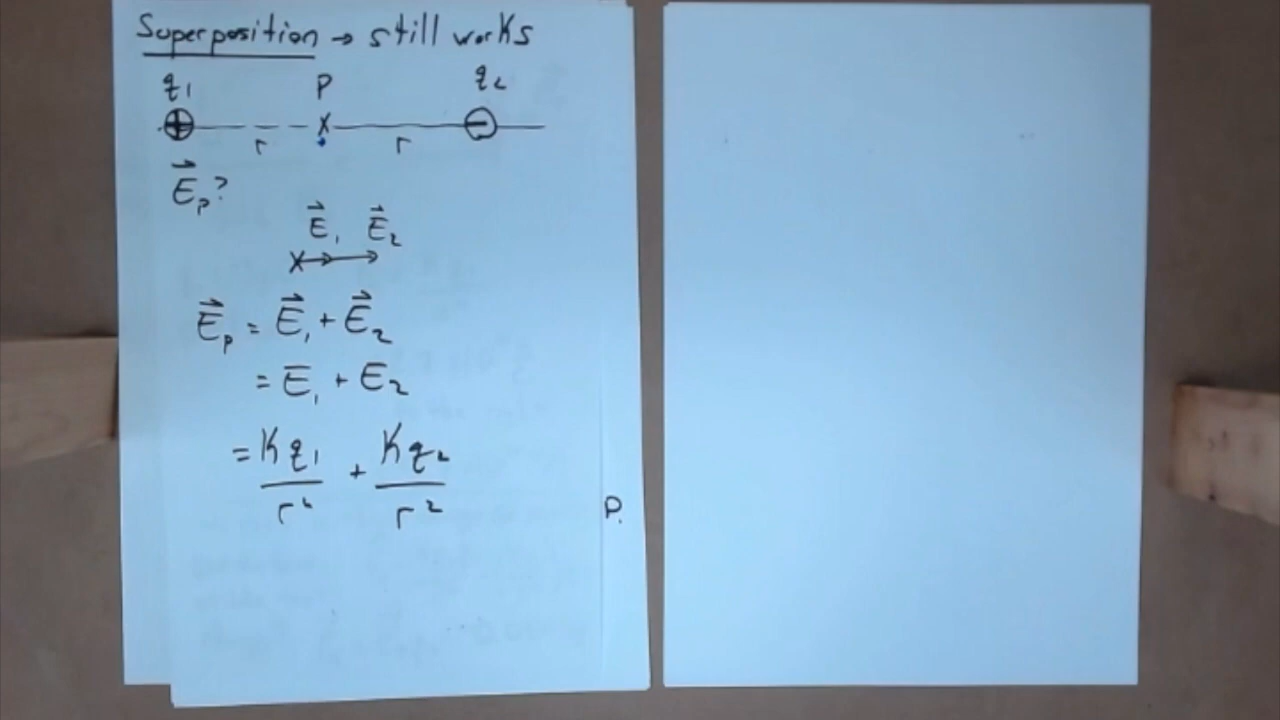 Superposition → still works
q₁ P q₂
⊕ x ⊖
r r
E⃗ₚ?
E⃗₁ E⃗₂
x
E⃗ₚ = E⃗₁ + E⃗₂
= E₁ + E₂
= Kq₁/r² + Kq₂/r²
P.